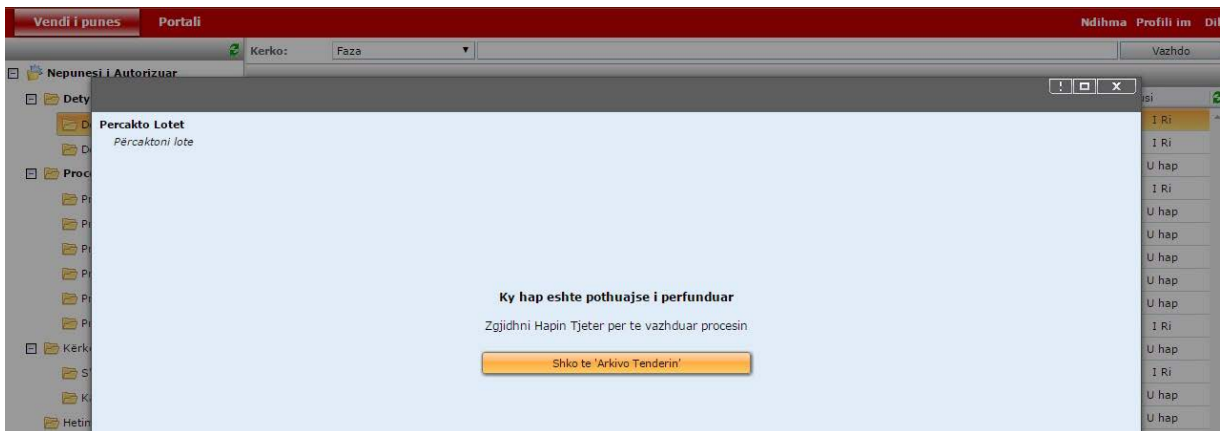 Vendi i punes Portali Ndihma Profili im
Kerko: Faza Vazhdo
Nepunesi i Autorizuar
Percakto Lotet
Përcaktoni lote
I Ri
I Ri
U hap
I Ri
U hap
U hap
U hap
U hap
U hap
I Ri
U hap
I Ri
U hap
U hap
Ky hap eshte pothuajse i perfunduar
Zgjidhni Hapin Tjeter per te vazhduar procesin
Shko te 'Arkivo Tenderin'